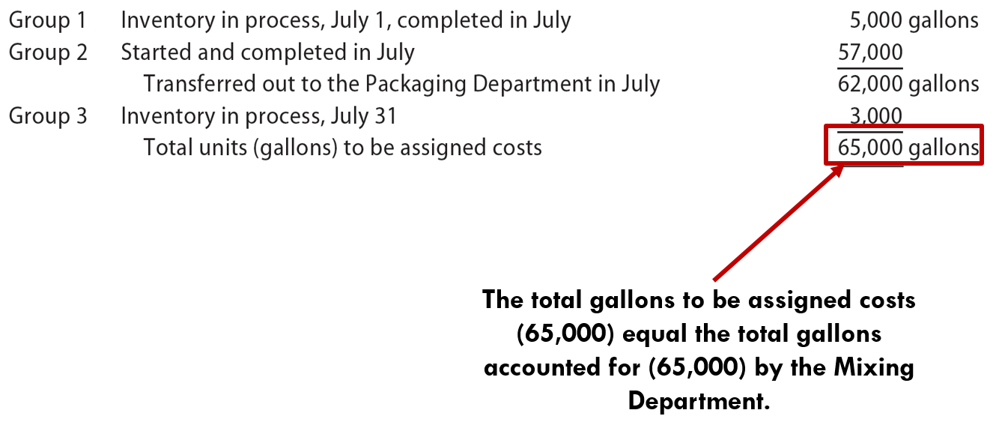 Group 1 Inventory in process, July 1, completed in July 5,000 gallons
Group 2 Started and completed in July 57,000
Transferred out to the Packaging Department in July 62,000 gallons
Group 3 Inventory in process, July 31 3,000
Total units (gallons) to be assigned costs 65,000 gallons
The total gallons to be assigned costs
(65,000) equal the total gallons
accounted for (65,000) by the Mixing
Department.